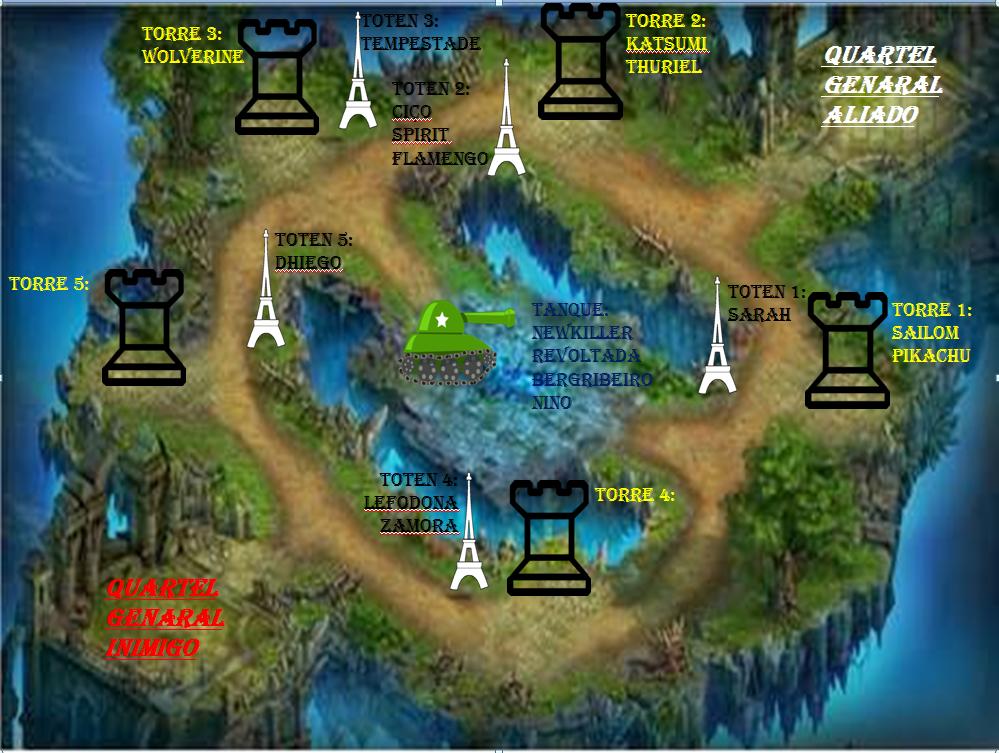 TORRE 3:
WOLVERINE
TOTEN 3:
TEMPESTADE
TORRE 2:
KATSUMI
THURIEL
QUARTEL
GENARAL
ALIADO
TOTEN 2:
CICO
SPIRIT
FLAMENGO
TOTEN 5:
DHIEGO
TORRE 5:
TANQUE:
NEWKILLER
REVOLTADA
BERGRIBEIRO
NINO
TOTEN 1:
SARAH
TORRE 1:
SAILOM
PIKACHU
TOTEN 4:
LEFODONA
ZAMORA
TORRE 4:
QUARTEL
GENARAL
INIMIGO